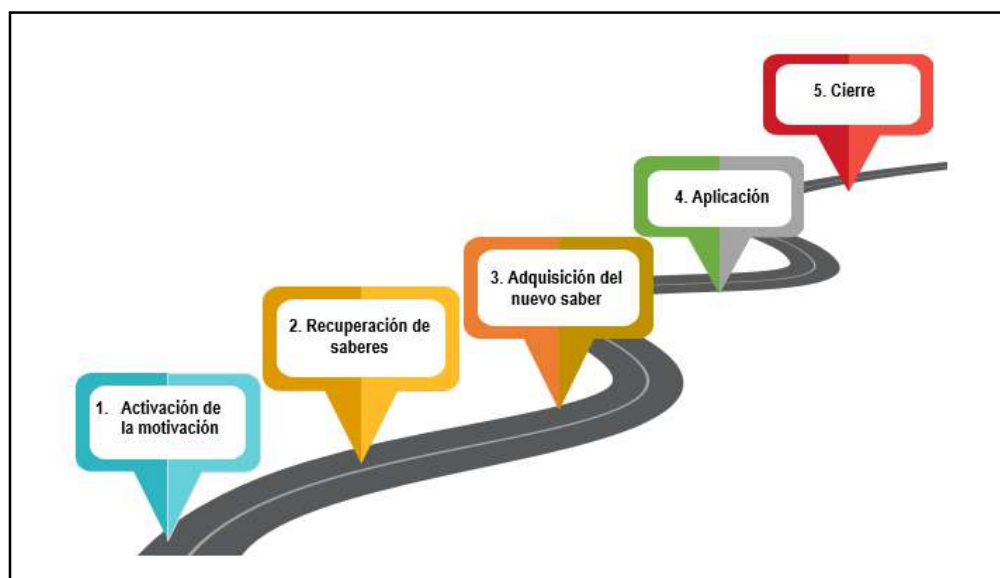 1. Activación de
la motivación
2. Recuperación de
saberes
3. Adquisición del
nuevo saber
4. Aplicación
5. Cierre